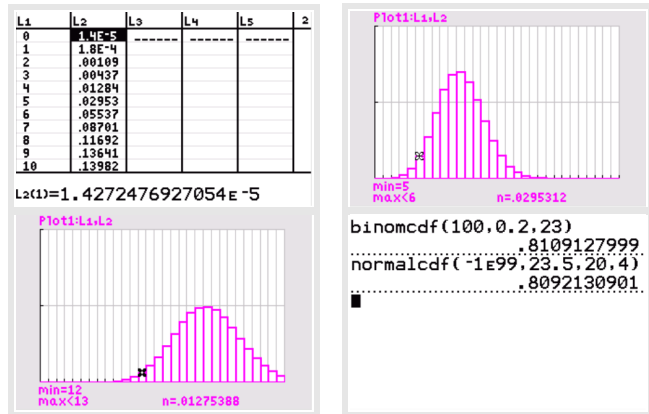 L1 L2 L3 L4 L5 2
0 1.4E-5 ------ ------ ------
1 1.8E-4
2 .00109
3 .00437
4 .01284
5 .02953
6 .05537
7 .08701
8 .11692
9 .13641
10 .13982
L2(1)=1.4272476927054E-5
Plot1:L1,L2
min=5
max<6 n=.0295312
Plot1:L1,L2
min=12
max<13 n=.01275388
binomcdf(100,0.2,23)
.8109127999
normalcdf(-1E99,23.5,20,4)
.8092130901